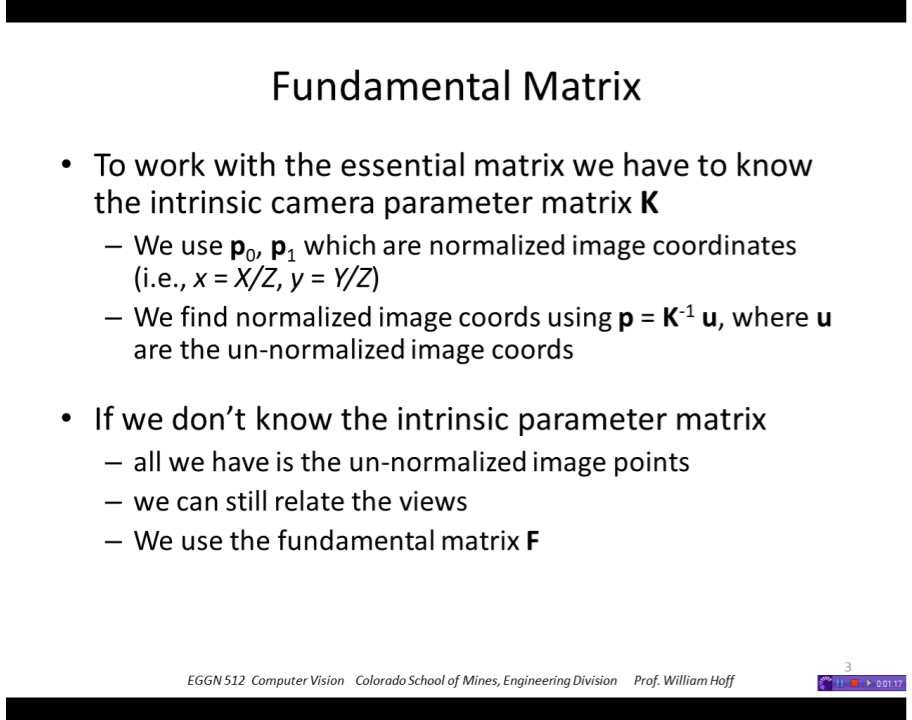 Fundamental Matrix
• To work with the essential matrix we have to know
the intrinsic camera parameter matrix K
– We use p₀, p₁ which are normalized image coordinates
(i.e., x = X/Z, y = Y/Z)
– We find normalized image coords using p = K⁻¹ u, where u
are the un-normalized image coords
• If we don’t know the intrinsic parameter matrix
– all we have is the un-normalized image points
– we can still relate the views
– We use the fundamental matrix F
3
EGGN 512 Computer Vision Colorado School of Mines, Engineering Division Prof. William Hoff
0:01:17